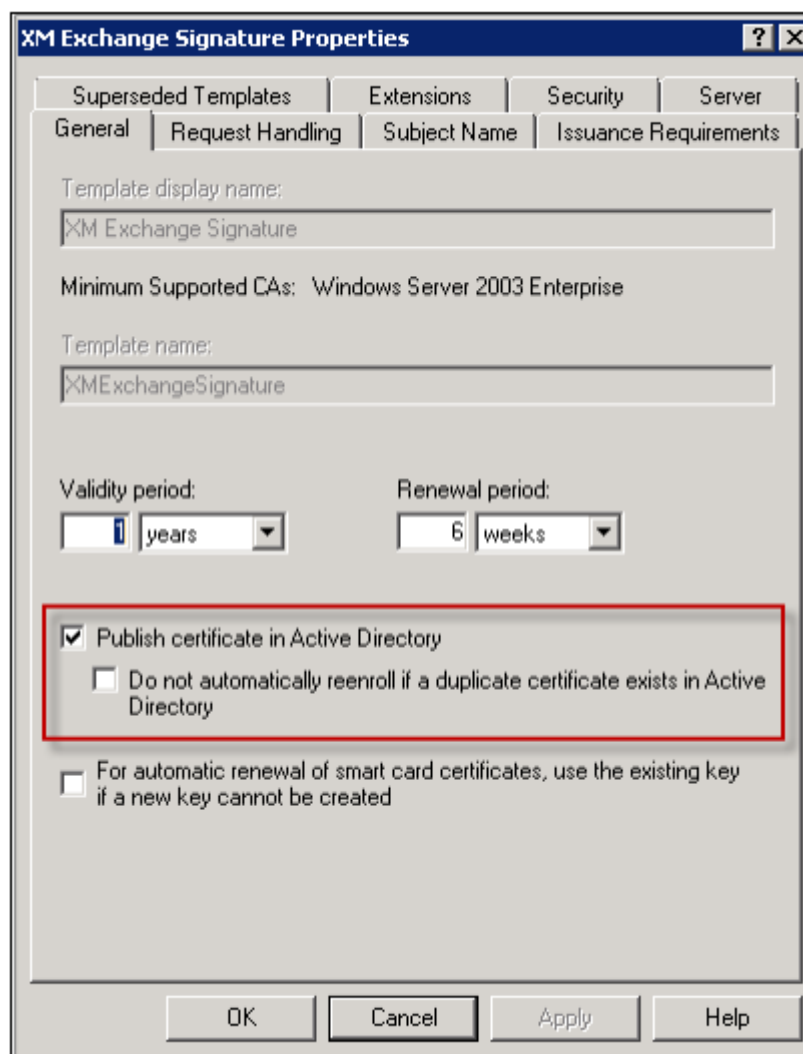 XM Exchange Signature Properties
Superseded Templates Extensions Security Server
General Request Handling Subject Name Issuance Requirements
Template display name:
XM Exchange Signature
Minimum Supported CAs: Windows Server 2003 Enterprise
Template name:
XMExchangeSignature
Validity period: Renewal period:
1 years 6 weeks
Publish certificate in Active Directory
Do not automatically reenroll if a duplicate certificate exists in Active
Directory
For automatic renewal of smart card certificates, use the existing key
if a new key cannot be created
OK Cancel Apply Help